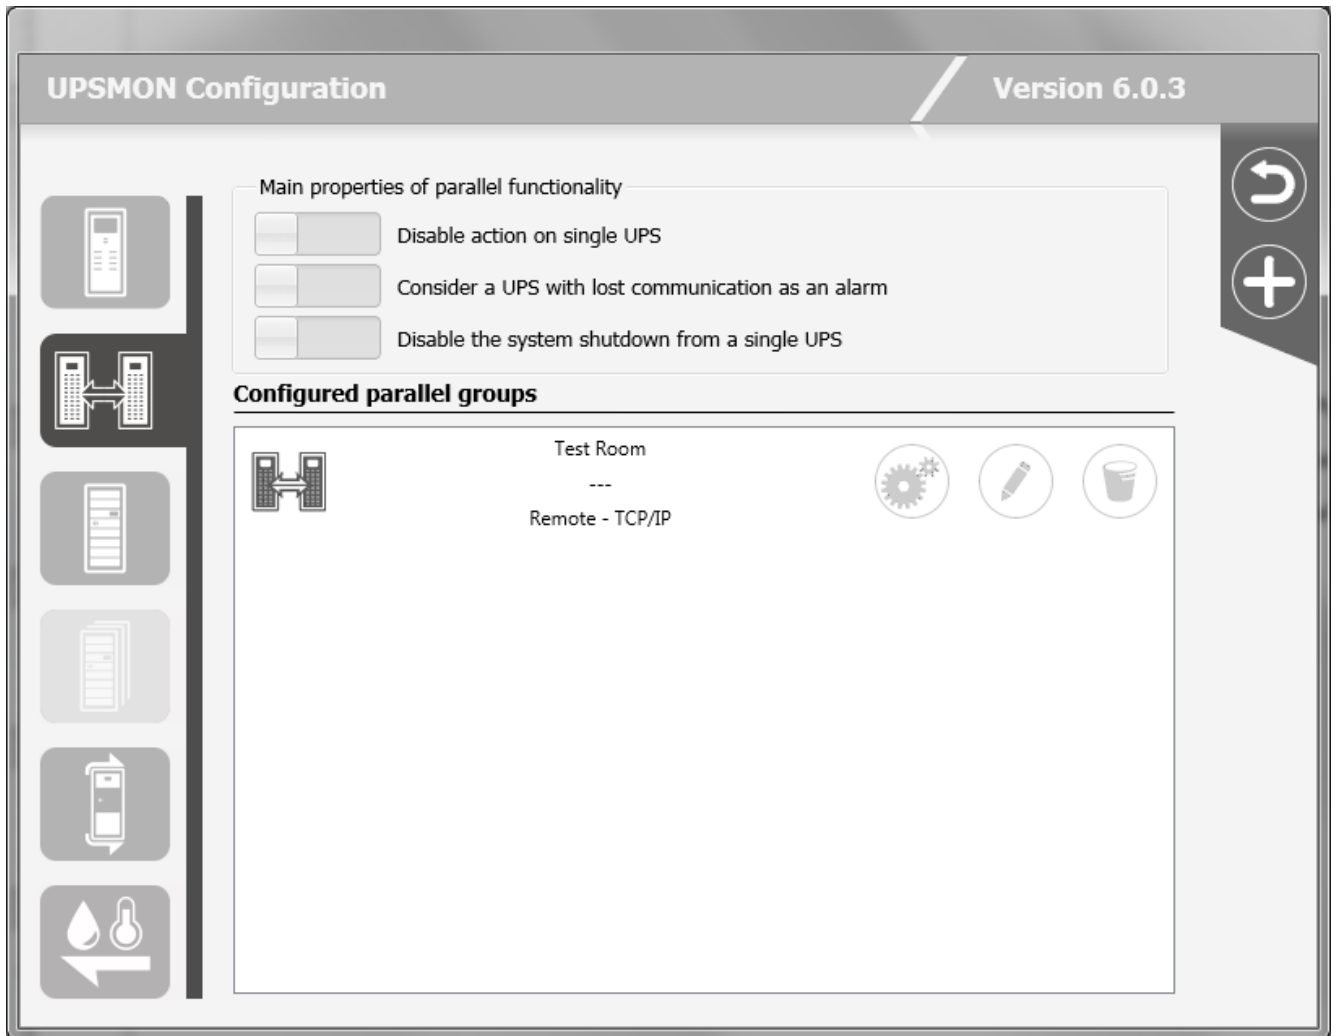 UPSMON Configuration
Version 6.0.3
Main properties of parallel functionality
Disable action on single UPS
Consider a UPS with lost communication as an alarm
Disable the system shutdown from a single UPS
Configured parallel groups
Test Room
---
Remote - TCP/IP